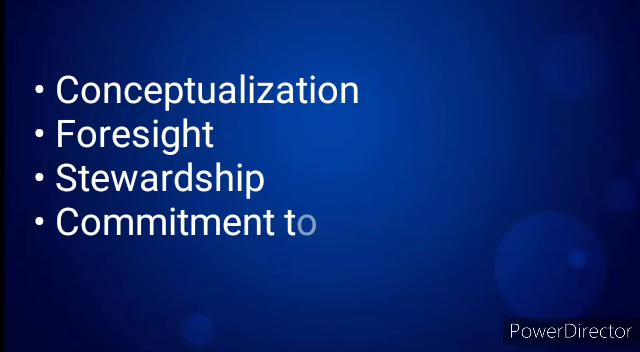 • Conceptualization
• Foresight
• Stewardship
• Commitment to
PowerDirector